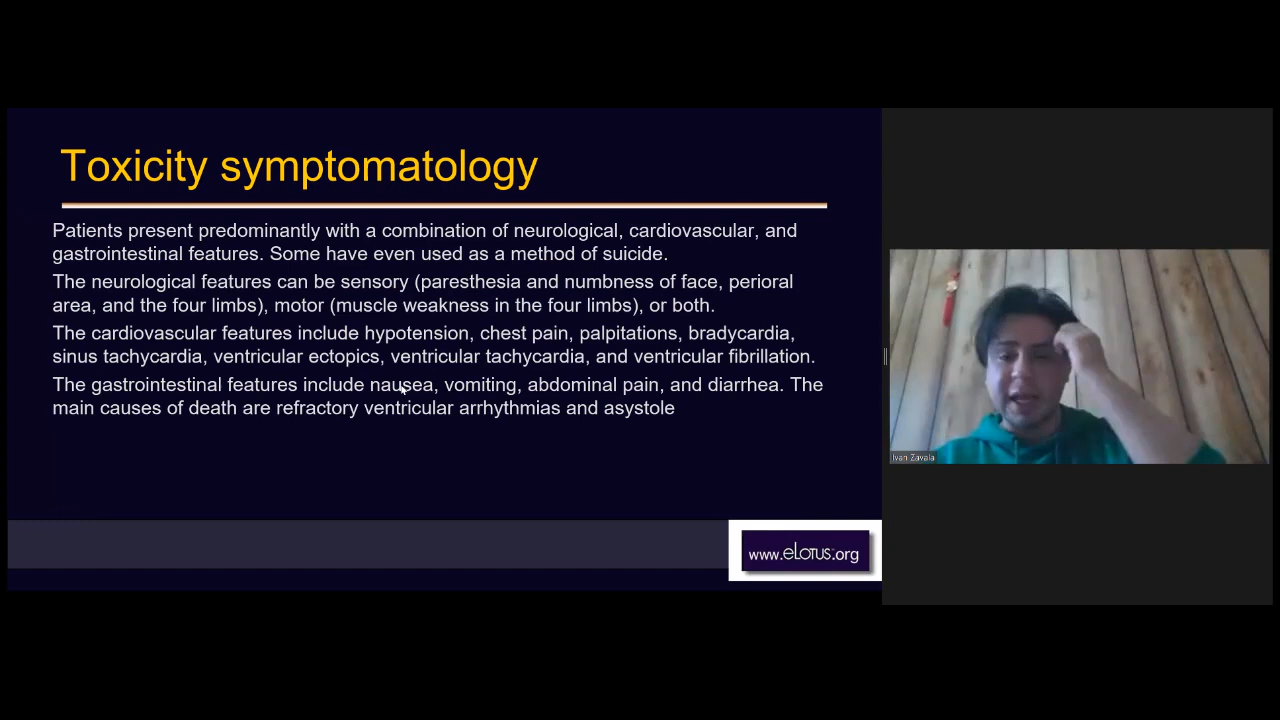 Toxicity symptomatology
Patients present predominantly with a combination of neurological, cardiovascular, and
gastrointestinal features. Some have even used as a method of suicide.
The neurological features can be sensory (paresthesia and numbness of face, perioral
area, and the four limbs), motor (muscle weakness in the four limbs), or both.
The cardiovascular features include hypotension, chest pain, palpitations, bradycardia,
sinus tachycardia, ventricular ectopics, ventricular tachycardia, and ventricular fibrillation.
The gastrointestinal features include nausea, vomiting, abdominal pain, and diarrhea. The
main causes of death are refractory ventricular arrhythmias and asystole
www.eLotus.org
Ivan Zavala